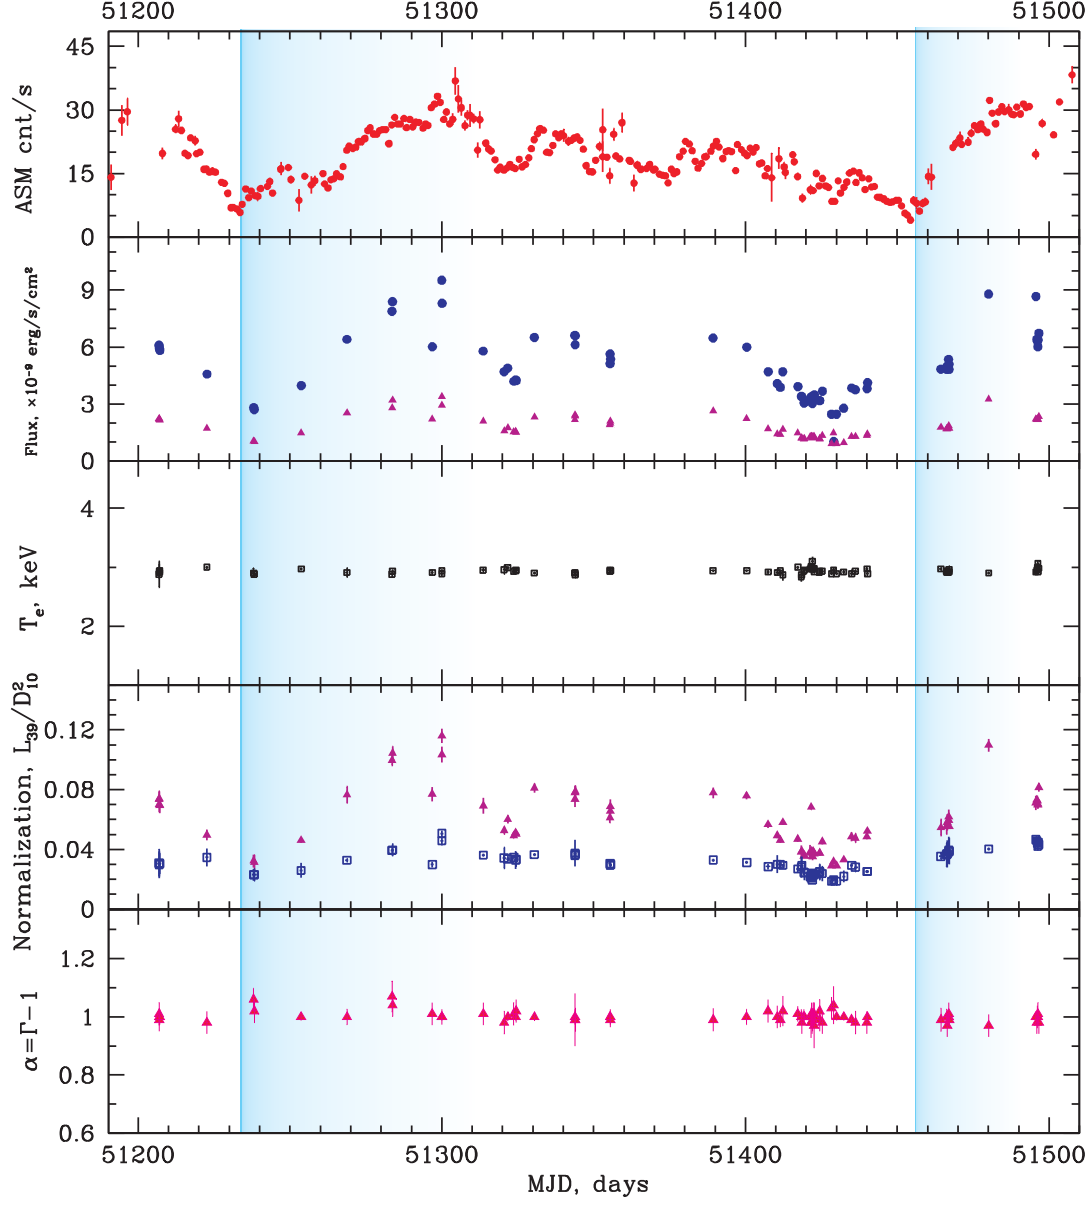 51200 51300 51400 51500
ASM cnt/s
45
30
15
0
Flux, ×10⁻⁹ erg/s/cm²
9
6
3
0
Tₑ, keV
4
2
Normalization, L₃₉/D²₁₀
0.12
0.08
0.04
0
α=Γ−1
1.2
1
0.8
0.6
51200 51300 51400 51500
MJD, days